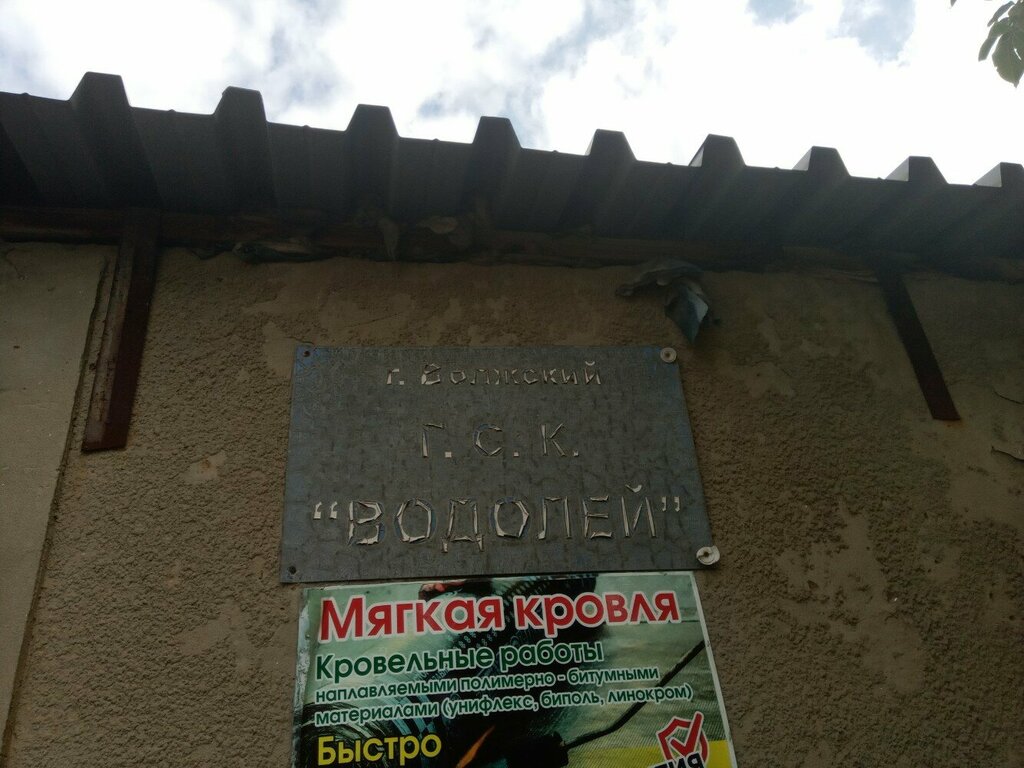 г. Волжский
Г.С.К.
"ВОДОЛЕЙ"
Мягкая кровля
Кровельные работы
наплавляемыми полимерно - битумными
материалами (унифлекс, биполь, линокром)
Быстро